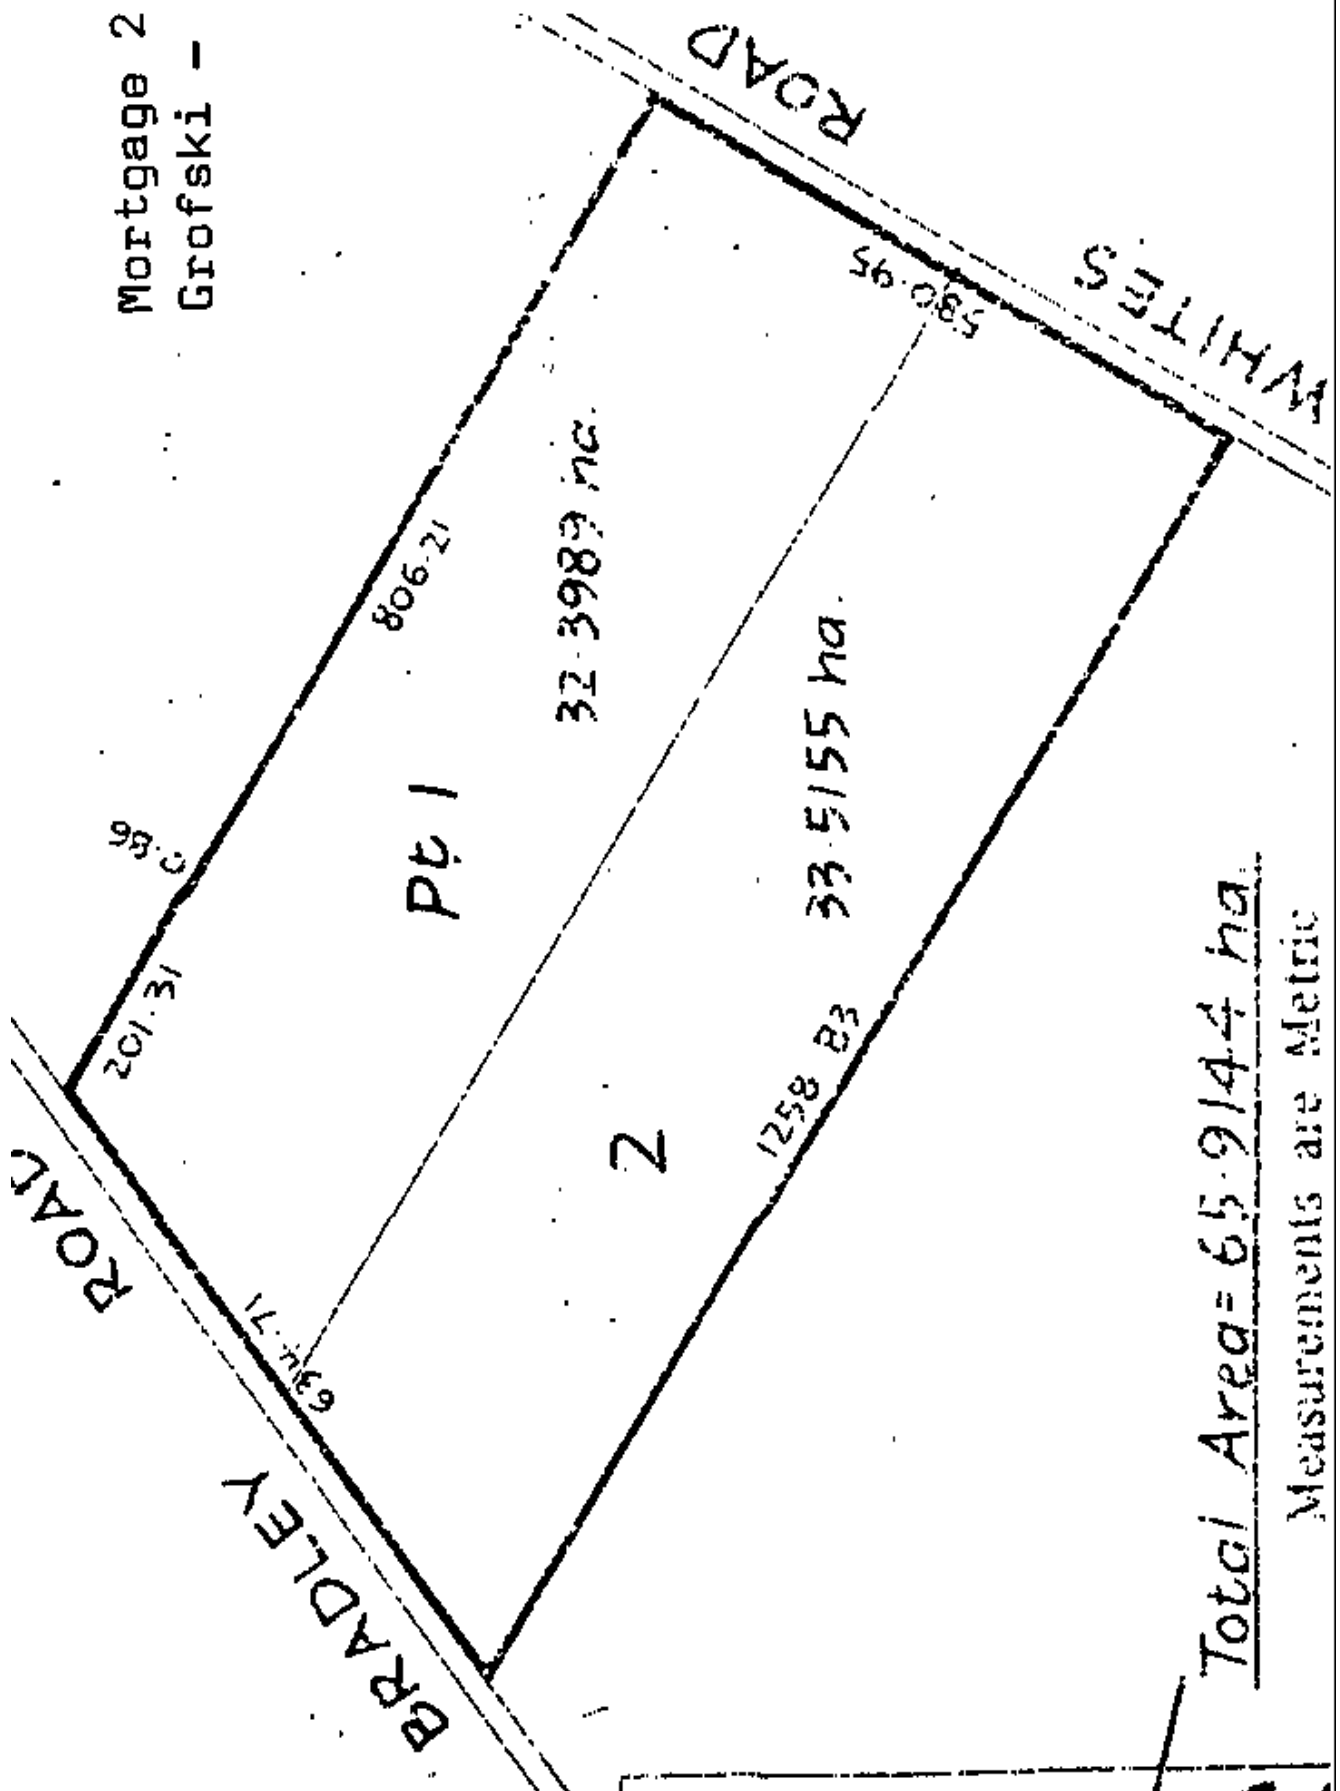 Mortgage 2
Grofski -
ROAD
BRADLEY
201·31
0·86
806·21
634·71
Pt 1
32·3989 ha.
580·95
2
33·5155 ha.
1258 83
WHITES
ROAD
Total Area = 65·9144 ha.
Measurements are Metric